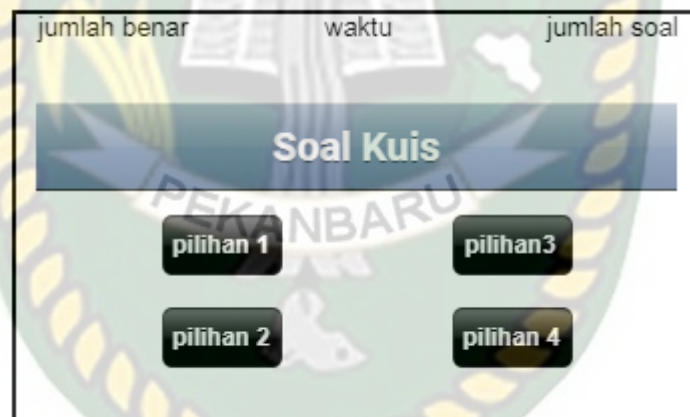 jumlah benar waktu jumlah soal
Soal Kuis
PEKANBARU
pilihan 1 pilihan3
pilihan 2 pilihan 4